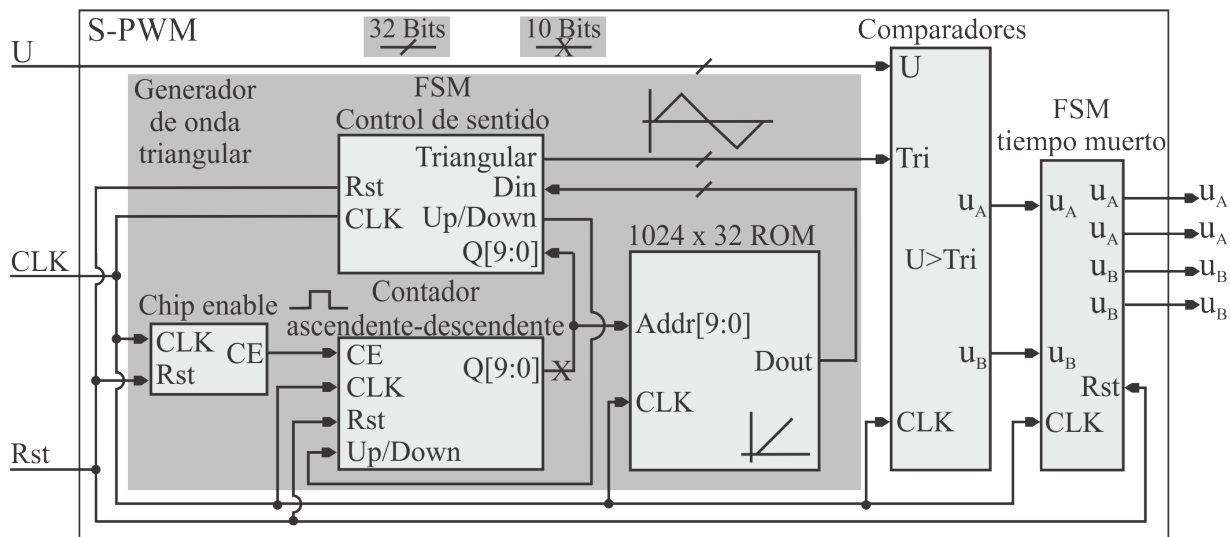 S-PWM
32 Bits
10 Bits
X
U
Generador
de onda
triangular
FSM
Control de sentido
Triangular
Rst
Din
CLK
Up/Down
Q[9:0]
CLK
Chip enable
CLK
CE
Rst
Contador
ascendente-descendente
CE
Q[9:0]
X
CLK
Rst
Up/Down
Rst
1024 x 32 ROM
Addr[9:0]
Dout
CLK
Comparadores
U
Tri
u_A
U>Tri
u_B
CLK
FSM
tiempo muerto
u_A
u_A
u_A
u_B
u_B
u_B
Rst
CLK
u_A
u_A
u_B
u_B